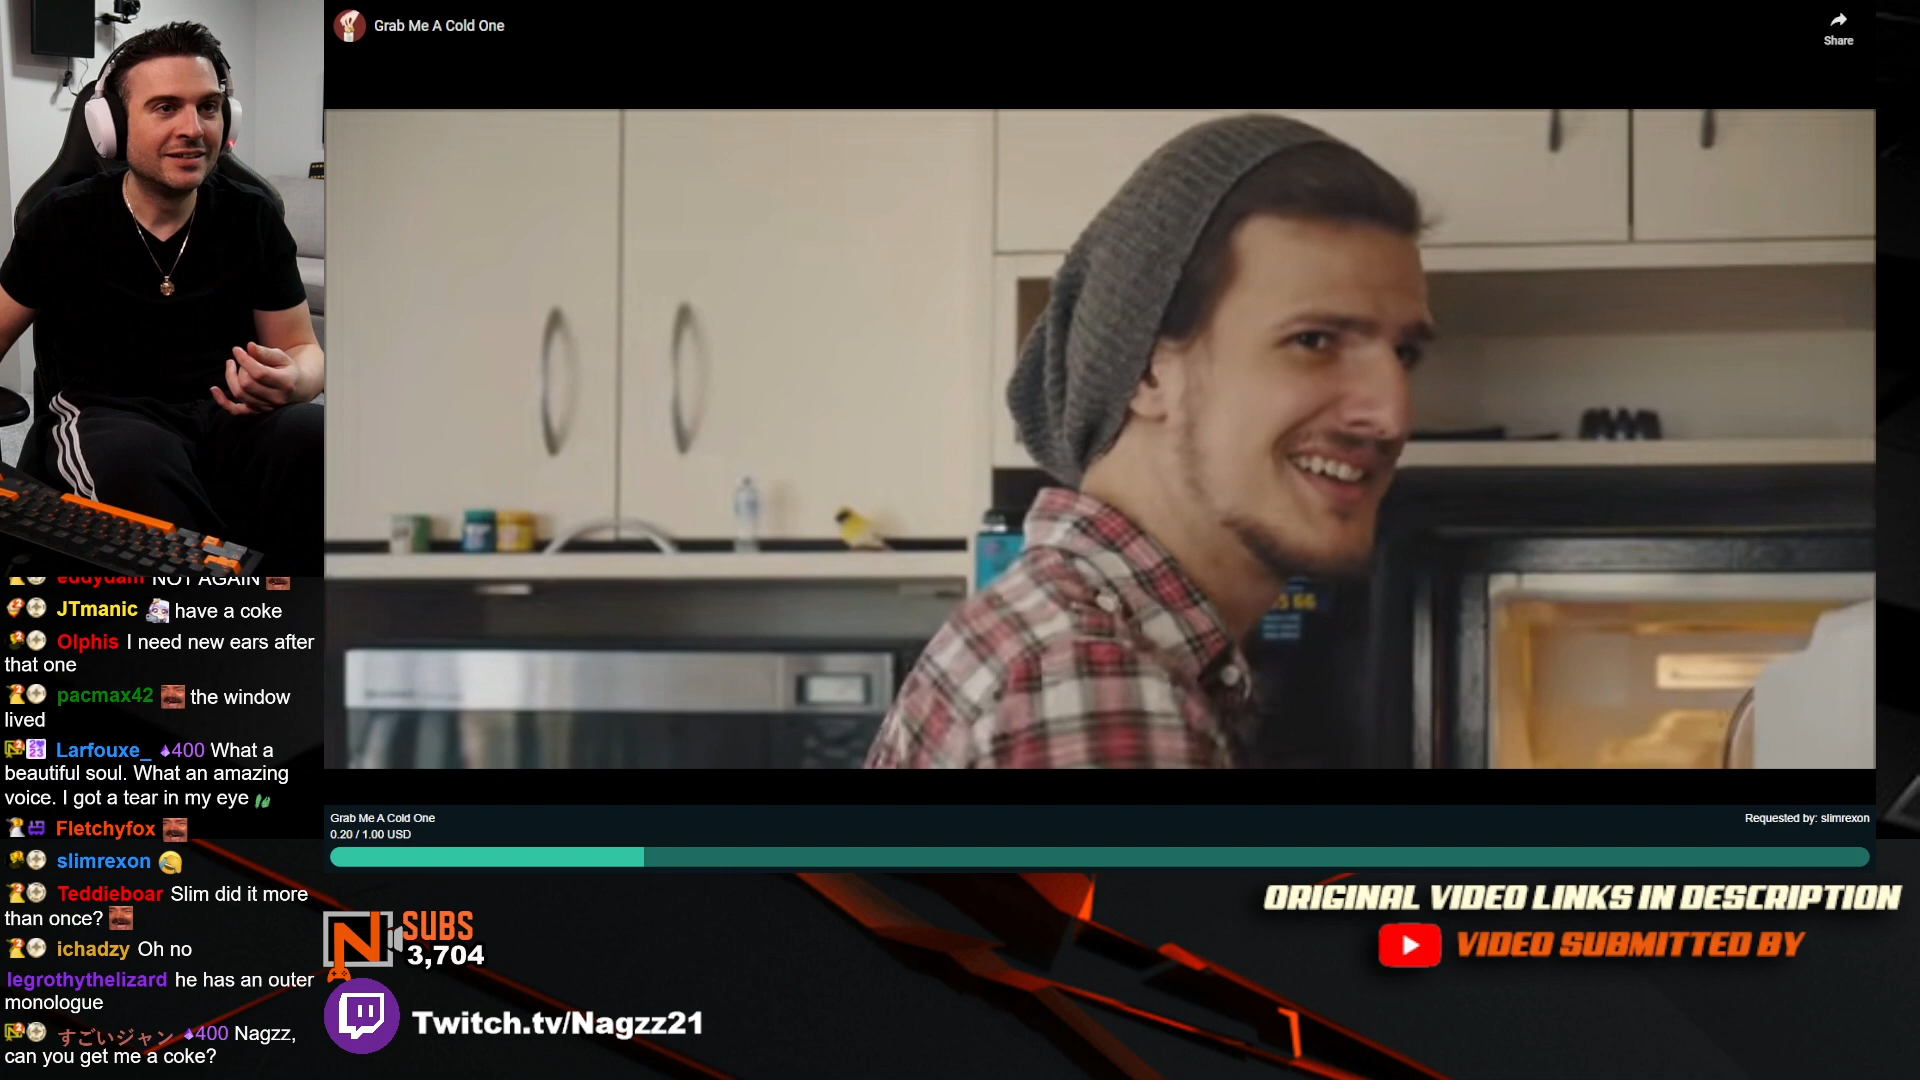 Grab Me A Cold One
Share
eddydam NOT AGAIN
JTmanic have a coke
Olphis I need new ears after
that one
pacmax42 the window
lived
Larfouxe_ 400 What a
beautiful soul. What an amazing
voice. I got a tear in my eye
Fletchyfox
slimrexon
Teddieboar Slim did it more
than once?
ichadzy Oh no
legrothythelizard he has an outer
monologue
すごいジャン 400 Nagzz,
can you get me a coke?
Grab Me A Cold One
0.20 / 1.00 USD
Requested by: slimrexon
N SUBS
3,704
Twitch.tv/Nagzz21
ORIGINAL VIDEO LINKS IN DESCRIPTION
VIDEO SUBMITTED BY